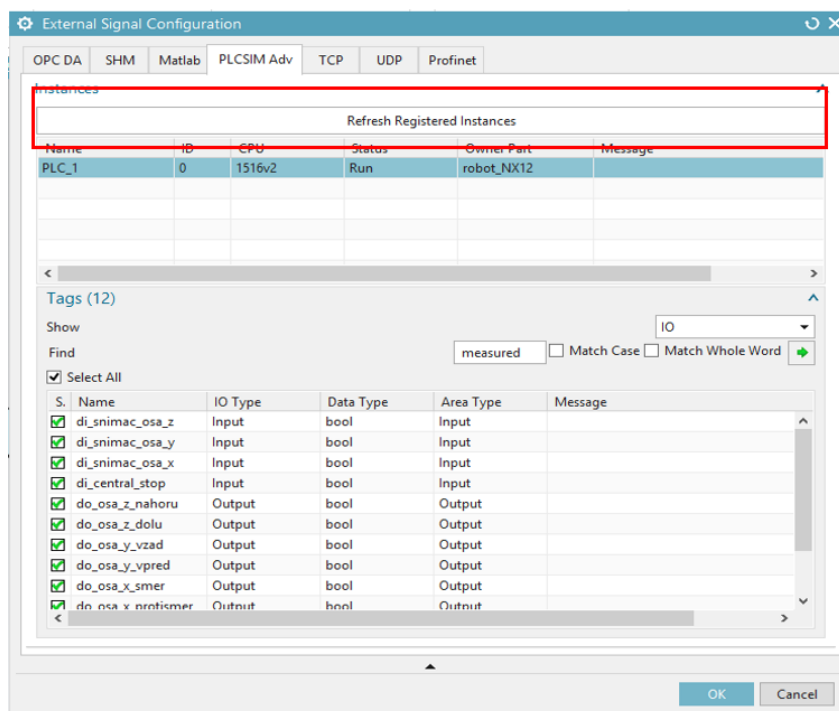 External Signal Configuration
OPC DA SHM Matlab PLCSIM Adv TCP UDP Profinet
Instances
Refresh Registered Instances
Name ID CPU Status Owner Part Message
PLC_1 0 1516v2 Run robot_NX12
Tags (12)
Show IO
Find measured Match Case Match Whole Word
Select All
S. Name IO Type Data Type Area Type Message
di_snimac_osa_z Input bool Input
di_snimac_osa_y Input bool Input
di_snimac_osa_x Input bool Input
di_central_stop Input bool Input
do_osa_z_nahoru Output bool Output
do_osa_z_dolu Output bool Output
do_osa_y_vzad Output bool Output
do_osa_y_vpred Output bool Output
do_osa_x_smer Output bool Output
do_osa_x_protismer Output bool Output
OK Cancel